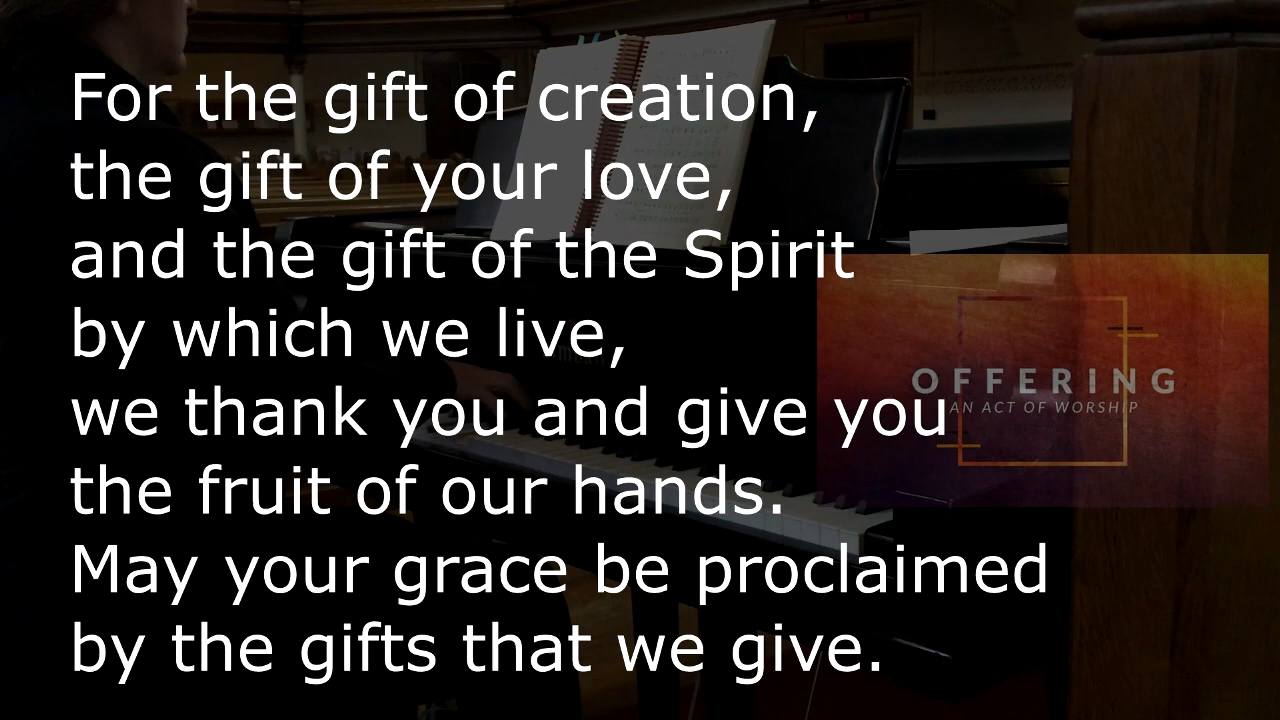 For the gift of creation,
the gift of your love,
and the gift of the Spirit
by which we live,
we thank you and give you
the fruit of our hands.
May your grace be proclaimed
by the gifts that we give.
OFFERING
AN ACT OF WORSHIP